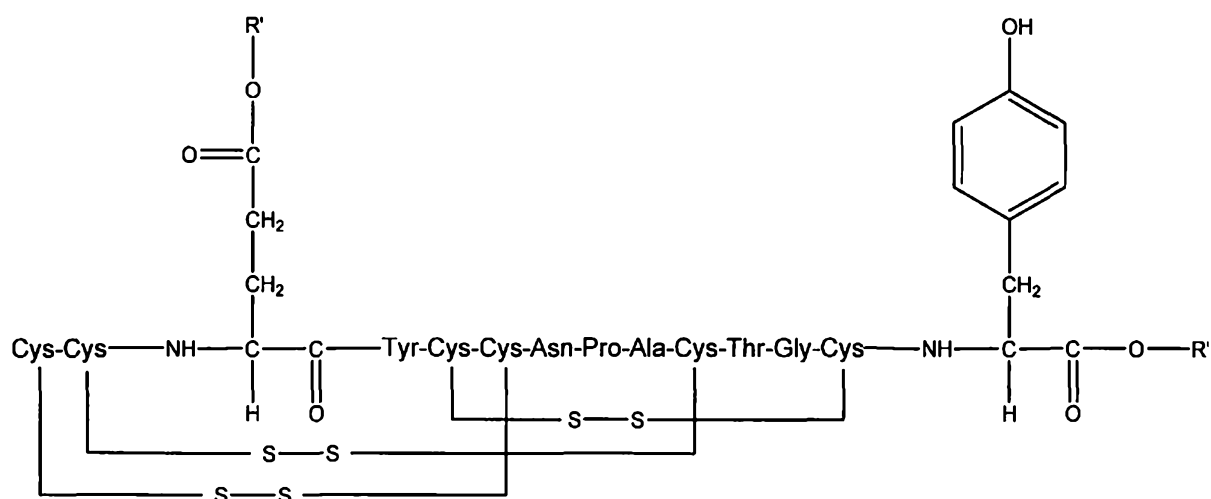 R'
OH
O
O C
CH2
CH2
CH2
Cys-Cys NH C C Tyr-Cys-Cys-Asn-Pro-Ala-Cys-Thr-Gly-Cys NH C C O R'
H O H O
S S
S S
S S